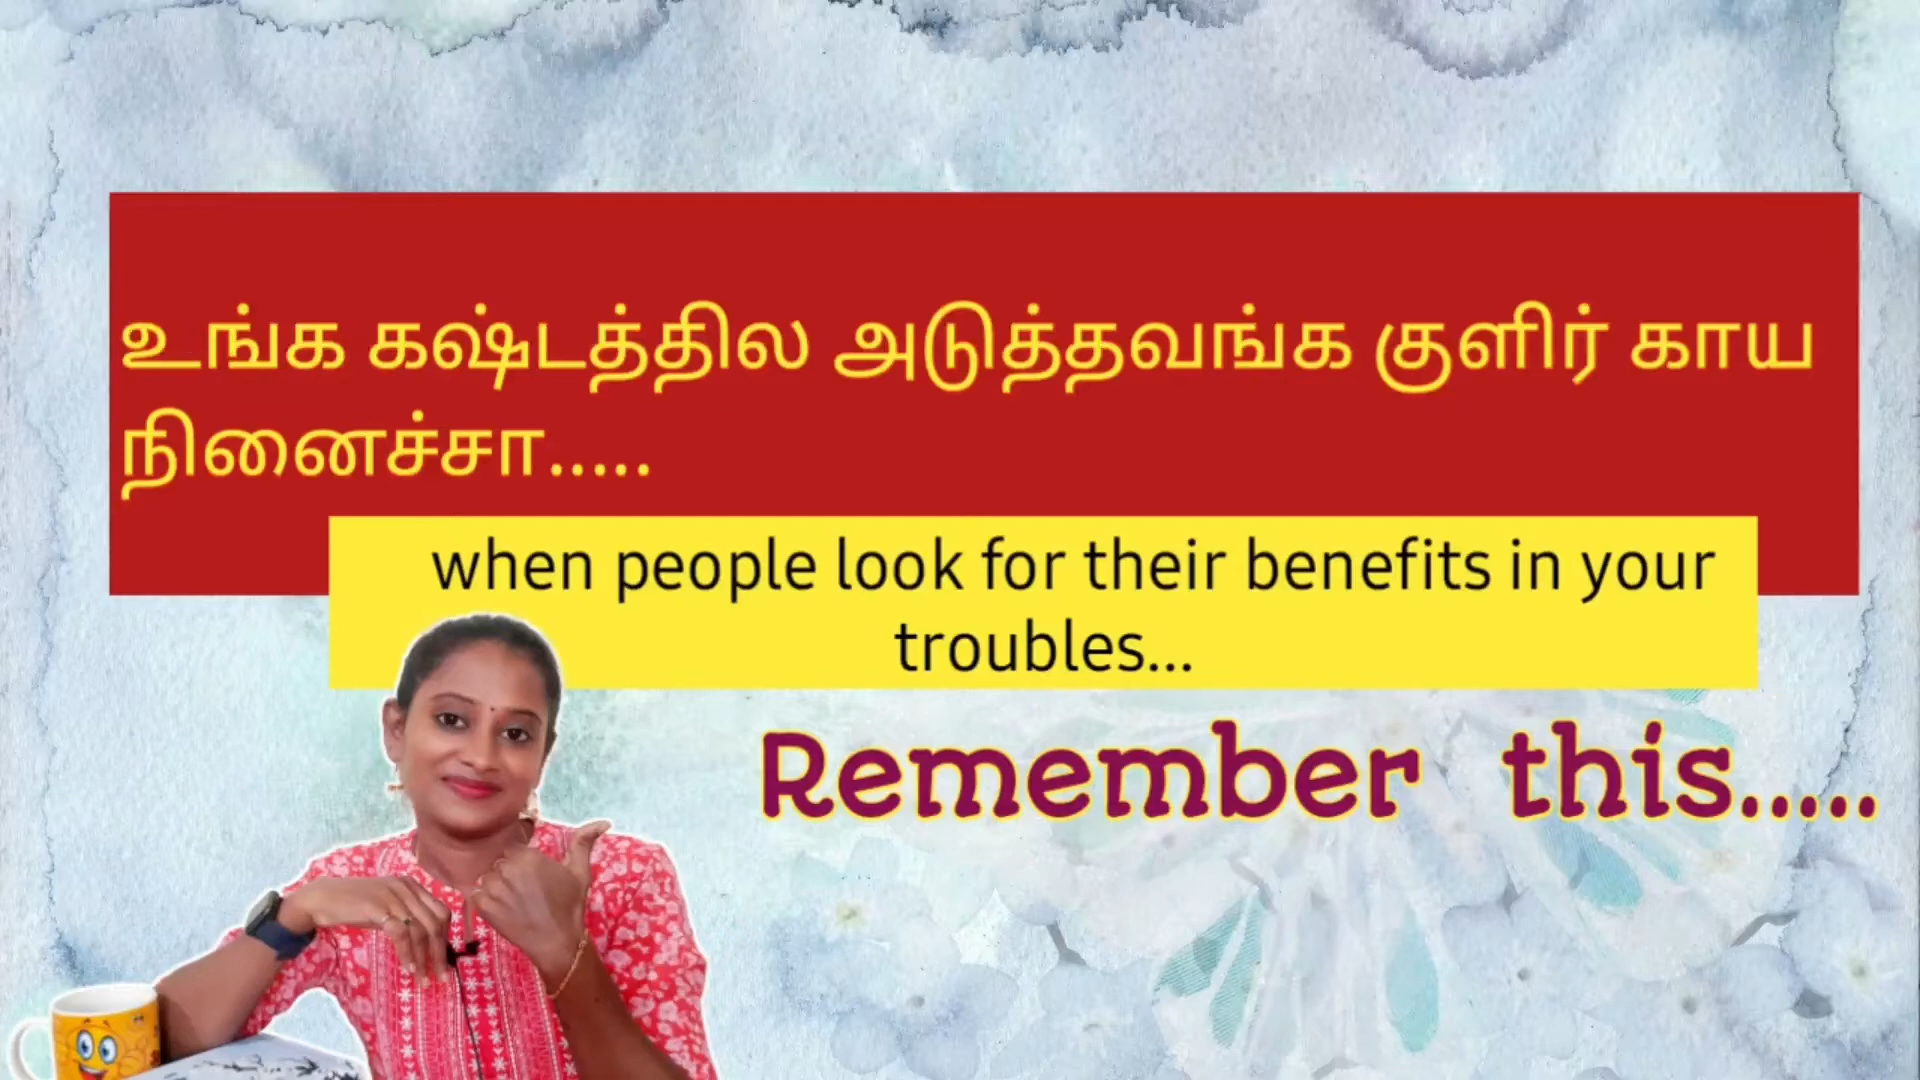 உங்க கஷ்டத்தில அடுத்தவங்க குளிர் காய
நினைச்சா.....
when people look for their benefits in your
troubles...
Remember this.....